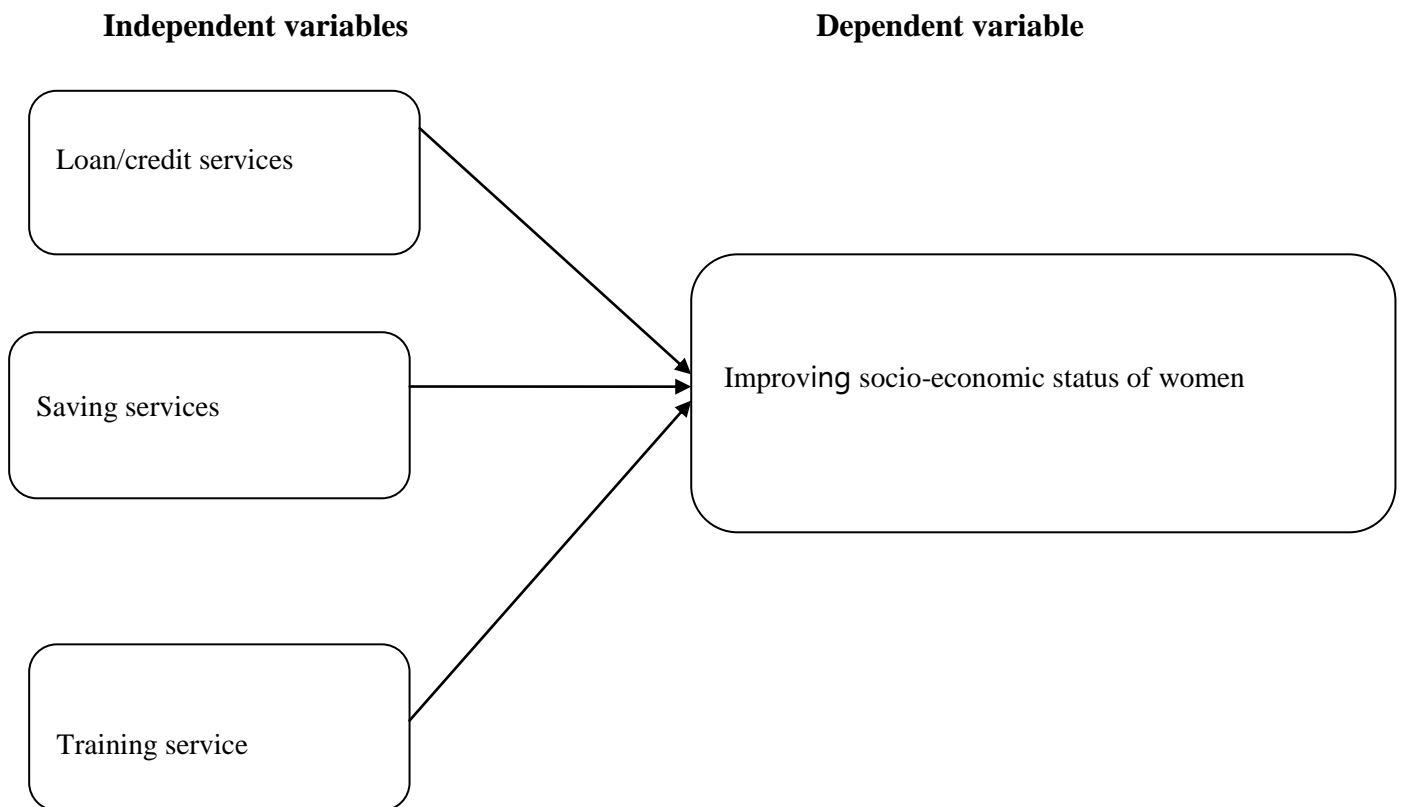 Independent variables
Dependent variable
Loan/credit services
Saving services
Improving socio-economic status of women
Training service